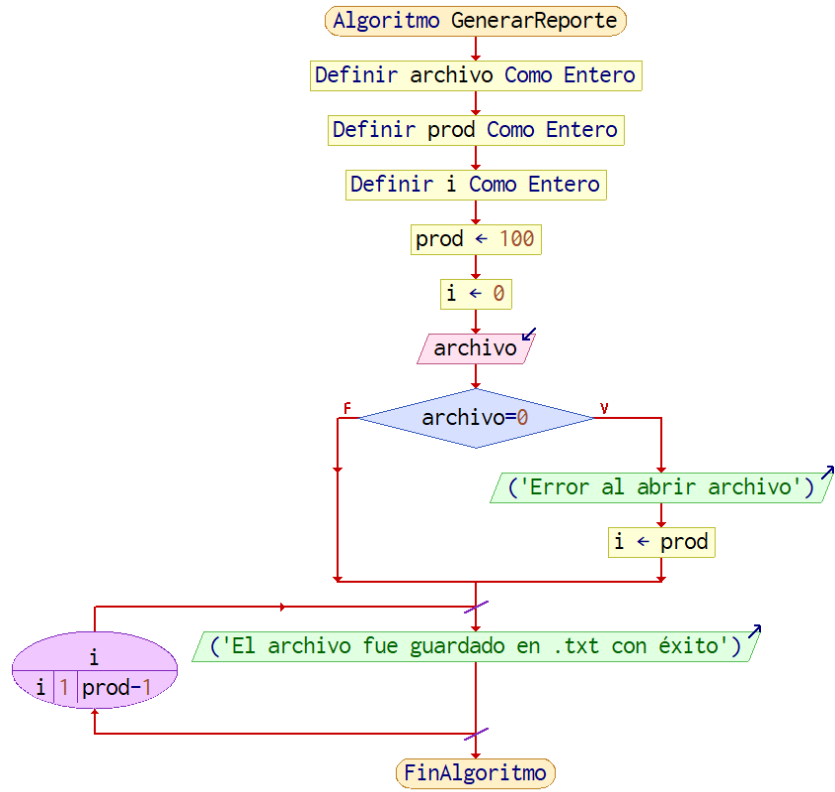 Algoritmo GenerarReporte
Definir archivo Como Entero
Definir prod Como Entero
Definir i Como Entero
prod ← 100
i ← 0
archivo
archivo=0
F
V
('Error al abrir archivo')
i ← prod
('El archivo fue guardado en .txt con éxito')
i
i 1 prod-1
FinAlgoritmo